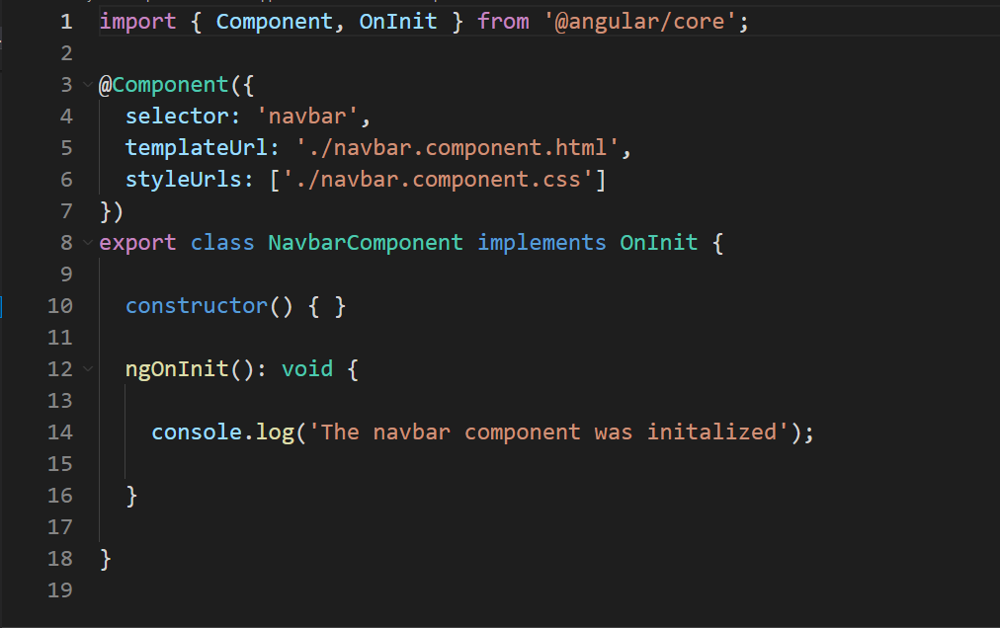 1 import { Component, OnInit } from '@angular/core';
2
3 @Component({
4   selector: 'navbar',
5   templateUrl: './navbar.component.html',
6   styleUrls: ['./navbar.component.css']
7 })
8 export class NavbarComponent implements OnInit {
9
10   constructor() { }
11
12   ngOnInit(): void {
13
14     console.log('The navbar component was initalized');
15
16   }
17
18 }
19